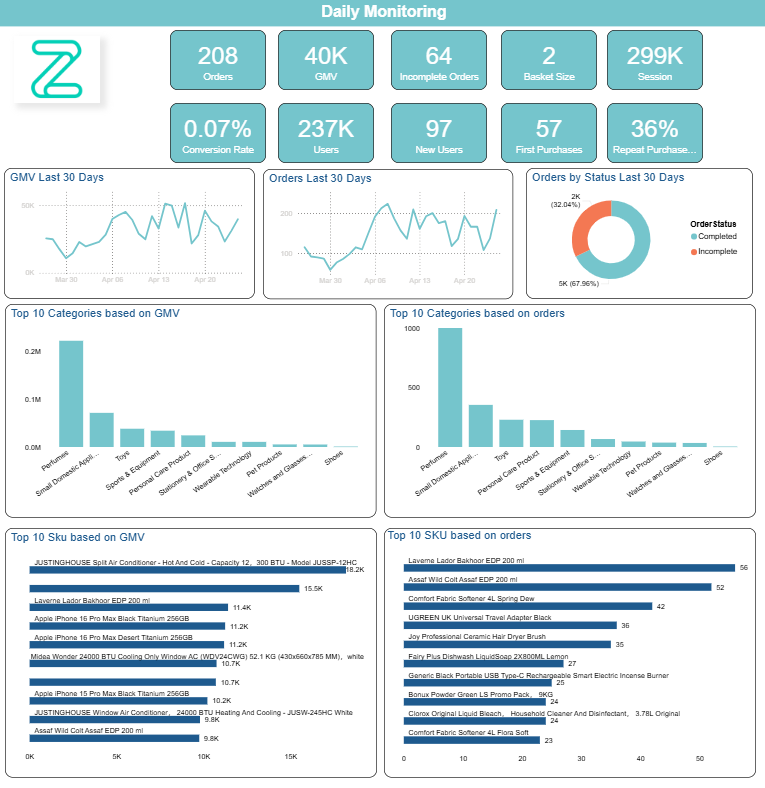 Daily Monitoring
208
Orders
40K
GMV
64
Incomplete Orders
2
Basket Size
299K
Session
0.07%
Conversion Rate
237K
Users
97
New Users
57
First Purchases
36%
Repeat Purchase...
GMV Last 30 Days
50K
0K
Mar 30
Apr 06
Apr 13
Apr 20
Orders Last 30 Days
200
100
Mar 30
Apr 06
Apr 13
Apr 20
Orders by Status Last 30 Days
2K
(32.04%)
5K (67.96%)
OrderStatus
Completed
Incomplete
Top 10 Categories based on GMV
0.2M
0.1M
0.0M
Perfumes
Small Domestic Appli...
Toys
Sports & Equipment
Personal Care Product
Stationery & Office S...
Wearable Technology
Pet Products
Watches and Glasses...
Shoes
Top 10 Categories based on orders
1000
500
0
Perfumes
Small Domestic Appli...
Toys
Personal Care Product
Sports & Equipment
Stationery & Office S...
Wearable Technology
Pet Products
Watches and Glasses...
Shoes
Top 10 Sku based on GMV
JUSTINGHOUSE Split Air Conditioner - Hot And Cold - Capacity 12, 300 BTU - Model JUSSP-12HC
18.2K
15.5K
Laverne Lador Bakhoor EDP 200 ml
11.4K
Apple iPhone 16 Pro Max Black Titanium 256GB
11.2K
Apple iPhone 16 Pro Max Desert Titanium 256GB
11.2K
Midea Wonder 24000 BTU Cooling Only Window AC (WDV24CWG) 52.1 KG (430x660x785 MM), white
10.7K
10.7K
Apple iPhone 15 Pro Max Black Titanium 256GB
10.2K
JUSTINGHOUSE Window Air Conditioner, 24000 BTU Heating And Cooling - JUSW-245HC White
9.8K
Assaf Wild Colt Assaf EDP 200 ml
9.8K
0K
5K
10K
15K
Top 10 SKU based on orders
Laverne Lador Bakhoor EDP 200 ml
56
Assaf Wild Colt Assaf EDP 200 ml
52
Comfort Fabric Softener 4L Spring Dew
42
UGREEN UK Universal Travel Adapter Black
36
Joy Professional Ceramic Hair Dryer Brush
35
Fairy Plus Dishwash LiquidSoap 2X800ML Lemon
27
Generic Black Portable USB Type-C Rechargeable Smart Electric Incense Burner
25
Bonux Powder Green LS Promo Pack, 9KG
24
Clorox Original Liquid Bleach, Household Cleaner And Disinfectant, 3.78L Original
24
Comfort Fabric Softener 4L Flora Soft
23
0
10
20
30
40
50